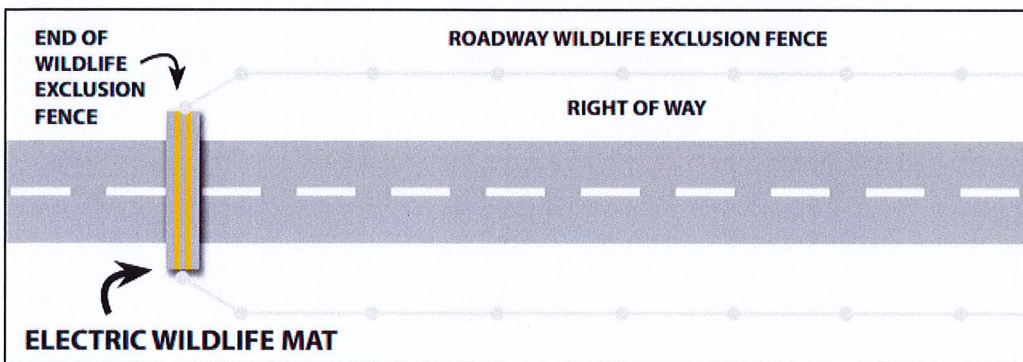 END OF
WILDLIFE
EXCLUSION
FENCE
ROADWAY WILDLIFE EXCLUSION FENCE
RIGHT OF WAY
ELECTRIC WILDLIFE MAT